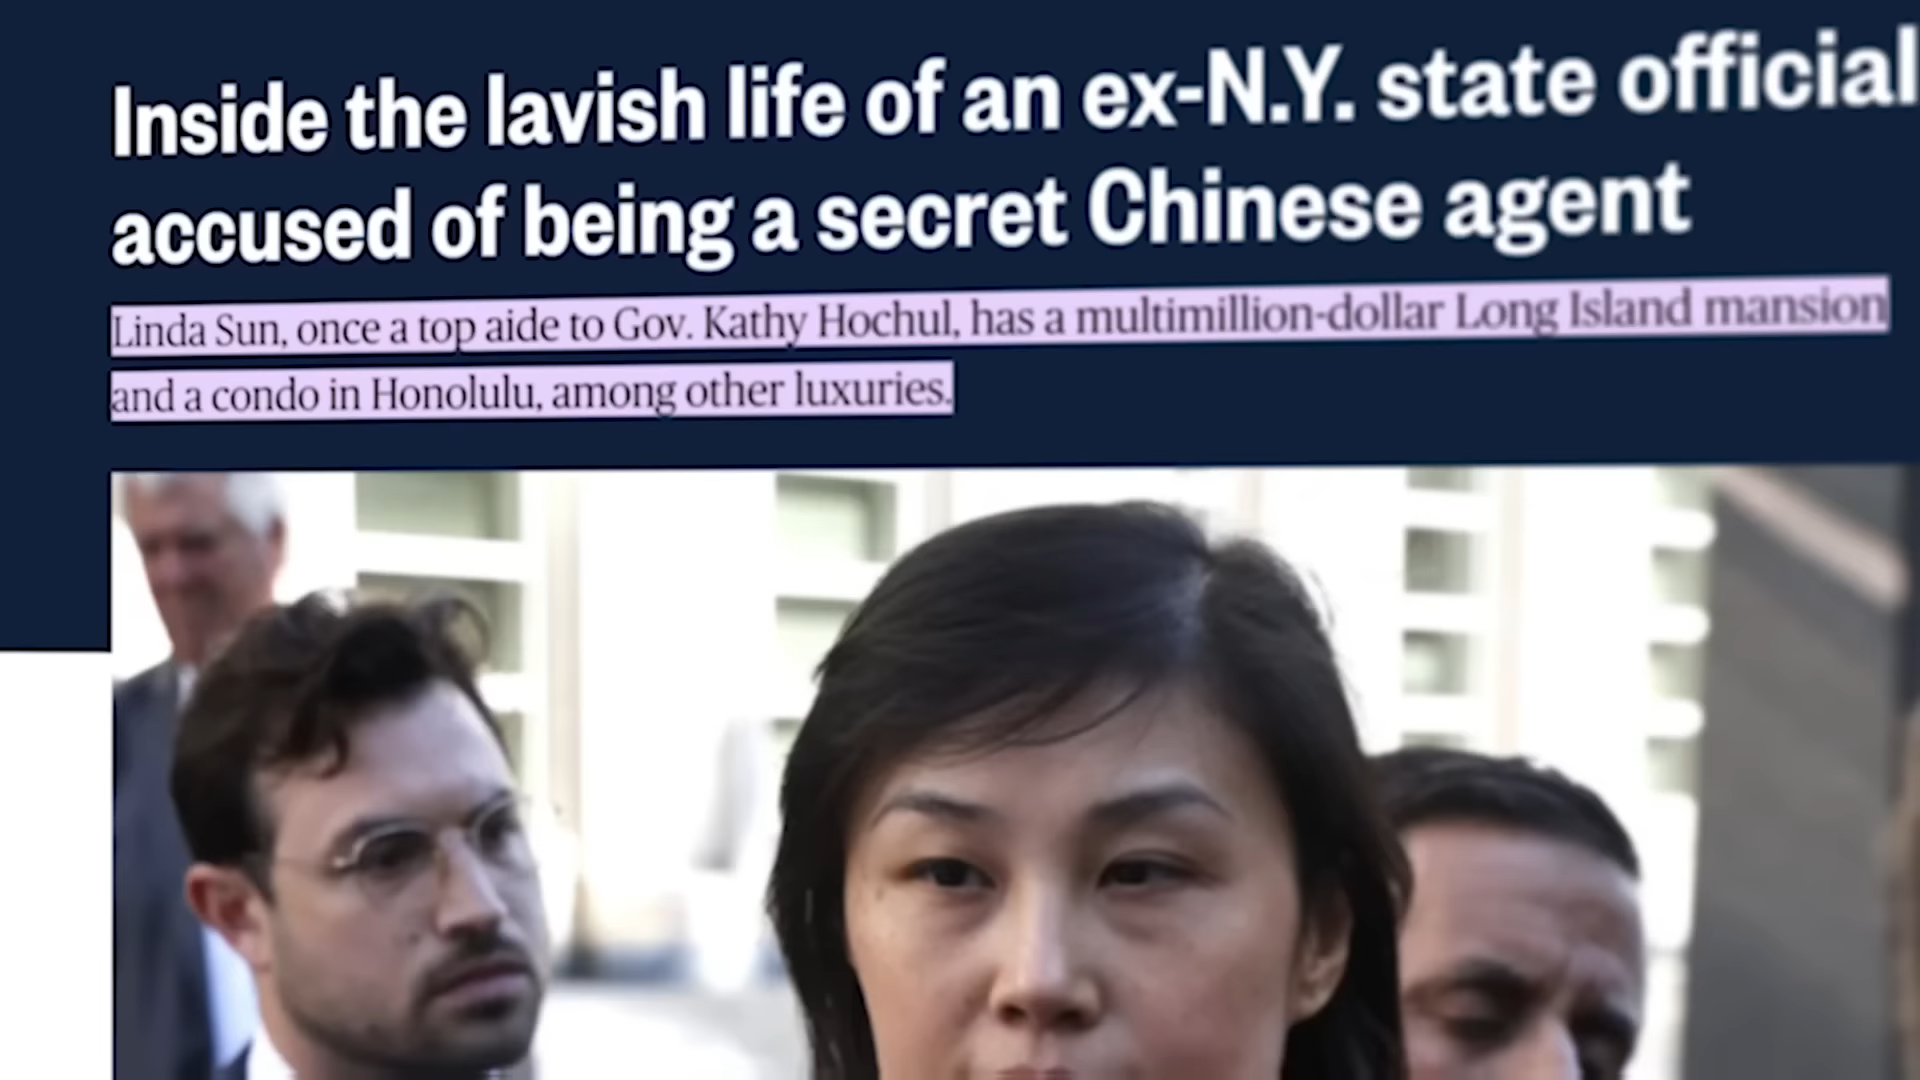 Inside the lavish life of an ex-N.Y. state official
accused of being a secret Chinese agent
Linda Sun, once a top aide to Gov. Kathy Hochul, has a multimillion-dollar Long Island mansion
and a condo in Honolulu, among other luxuries.